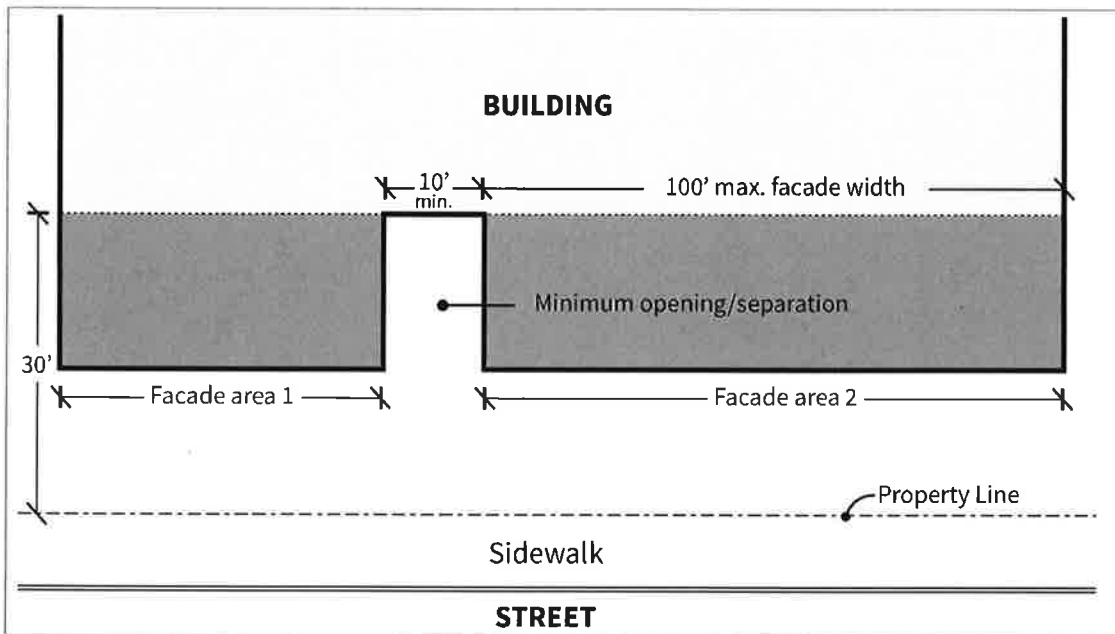 BUILDING
10'
min.
100' max. facade width
Minimum opening/separation
30'
Facade area 1
Facade area 2
Property Line
Sidewalk
STREET